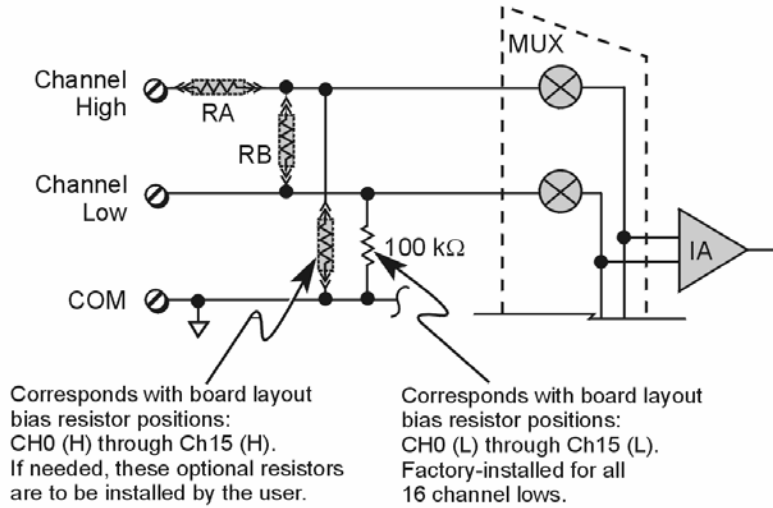 MUX
Channel
High
RA
RB
Channel
Low
100 kΩ
IA
COM
Corresponds with board layout
bias resistor positions:
CH0 (H) through Ch15 (H).
If needed, these optional resistors
are to be installed by the user.
Corresponds with board layout
bias resistor positions:
CH0 (L) through Ch15 (L).
Factory-installed for all
16 channel lows.